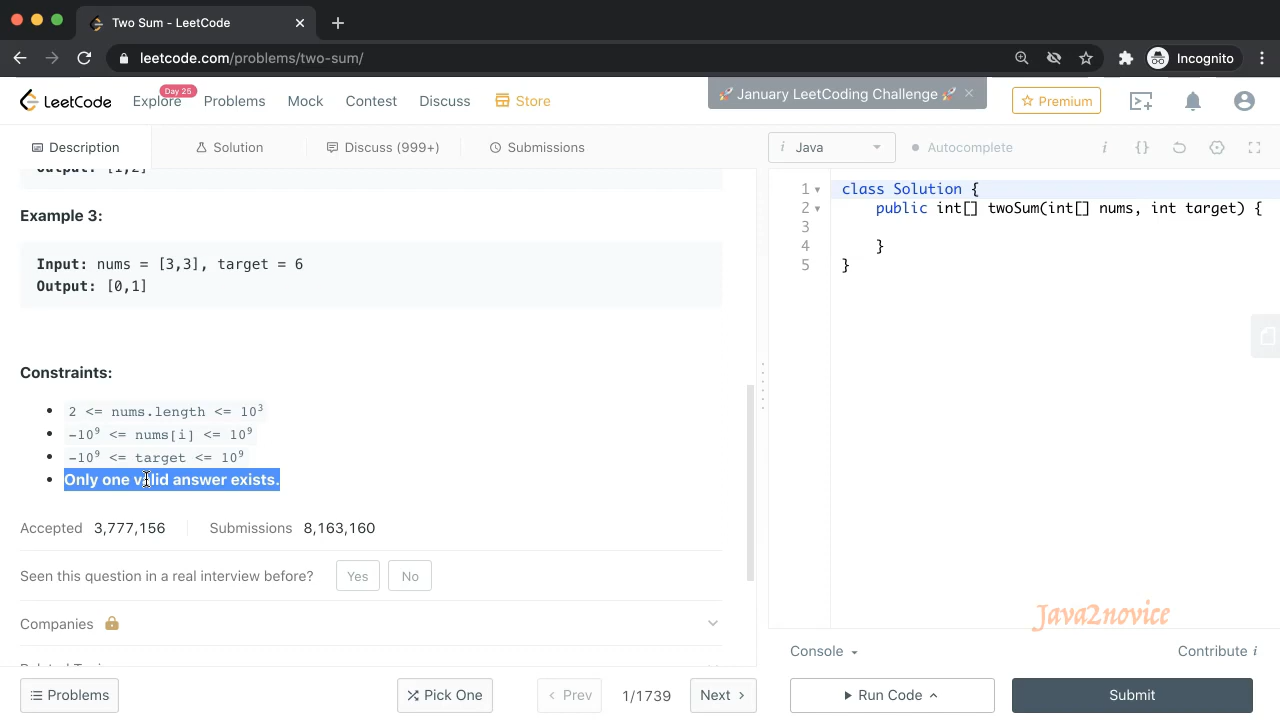 Two Sum - LeetCode
leetcode.com/problems/two-sum/
Incognito
LeetCode
Explore
Day 25
Problems
Mock
Contest
Discuss
Store
🚀 January LeetCoding Challenge 🚀
Premium
Description
Solution
Discuss (999+)
Submissions
i Java
Autocomplete
Output: [1,2]
Example 3:
Input: nums = [3,3], target = 6
Output: [0,1]
Constraints:
2 <= nums.length <= 10³
-10⁹ <= nums[i] <= 10⁹
-10⁹ <= target <= 10⁹
Only one valid answer exists.
Accepted 3,777,156
Submissions 8,163,160
Seen this question in a real interview before?
Yes
No
Companies
Problems
Pick One
Prev
1/1739
Next
1 class Solution {
2 public int[] twoSum(int[] nums, int target) {
3
4 }
5 }
Java2novice
Console
Contribute i
Run Code
Submit